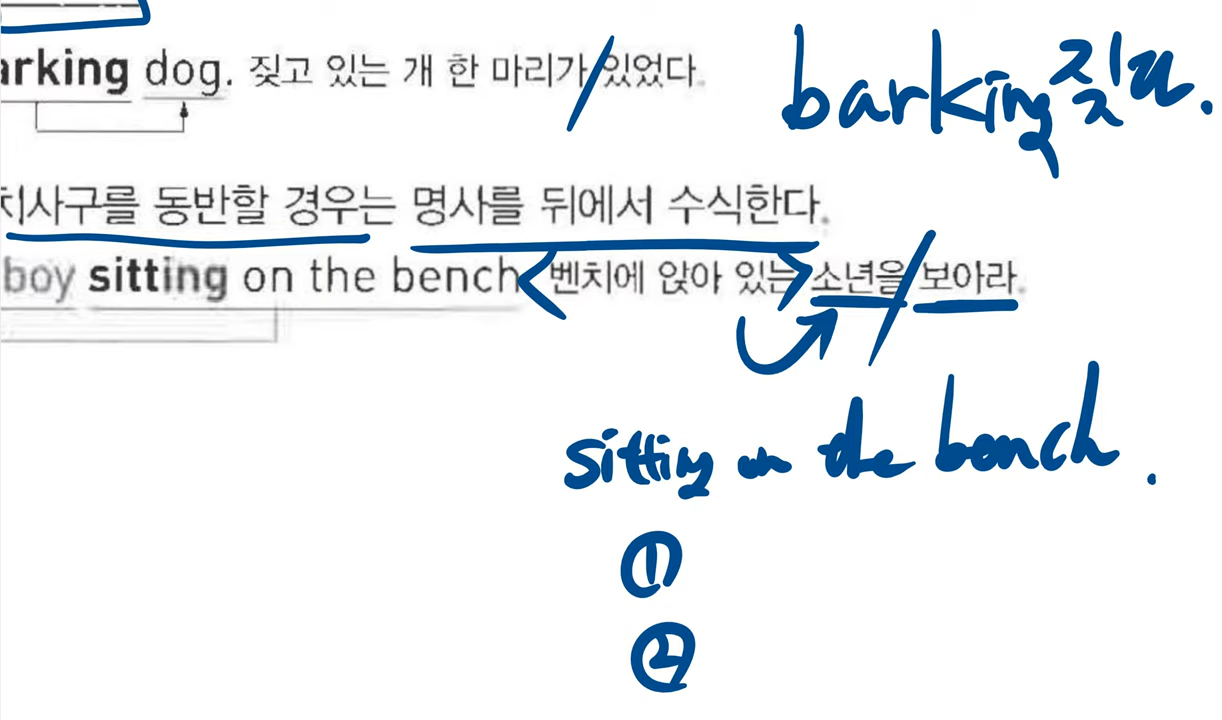 arking dog. 짖고 있는 개 한 마리가 있었다.
barking 짖다.
치사구를 동반할 경우는 명사를 뒤에서 수식한다.
boy sitting on the bench 벤치에 앉아 있는 소년을 보아라.
sitting on the bench.
①
②